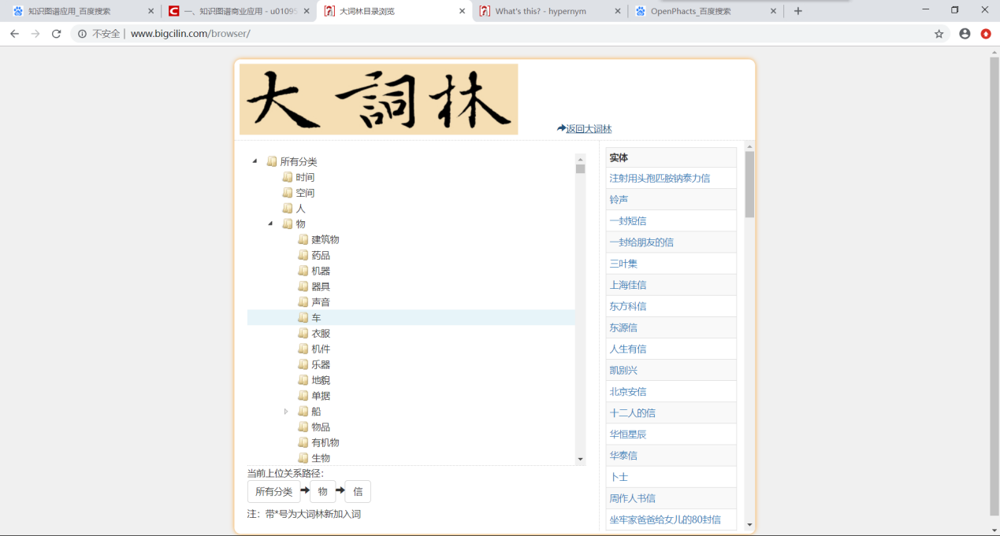 知识图谱应用_百度搜索
一、知识图谱商业应用 - u01095
大词林目录浏览
What's this? - hypernym
OpenPhacts_百度搜索
不安全 | www.bigcilin.com/browser/
大詞林
返回大词林
所有分类
时间
空间
人
物
建筑物
药品
机器
器具
声音
车
衣服
机件
乐器
地貌
单据
船
物品
有机物
生物
当前上位关系路径：
所有分类 物 信
注：带*号为大词林新加入词
实体
注射用头孢匹胺钠泰力信
铃声
一封短信
一封给朋友的信
三叶集
上海佳信
东方科信
东源信
人生有信
凯别兴
北京安信
十二人的信
华恒星辰
华泰信
卜士
周作人书信
坐牢家爸爸给女儿的80封信